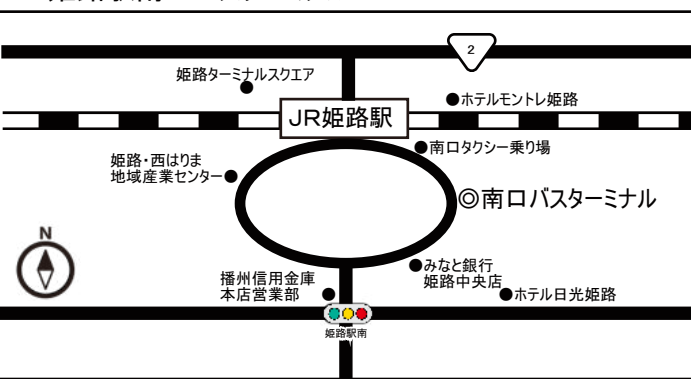 2
姫路ターミナルスクエア
●ホテルモントレ姫路
JR姫路駅
●南口タクシー乗り場
姫路・西はりま
地域産業センター●
◎南口バスターミナル
N
●みなと銀行
姫路中央店
播州信用金庫
本店営業部
●ホテル日光姫路
姫路駅南